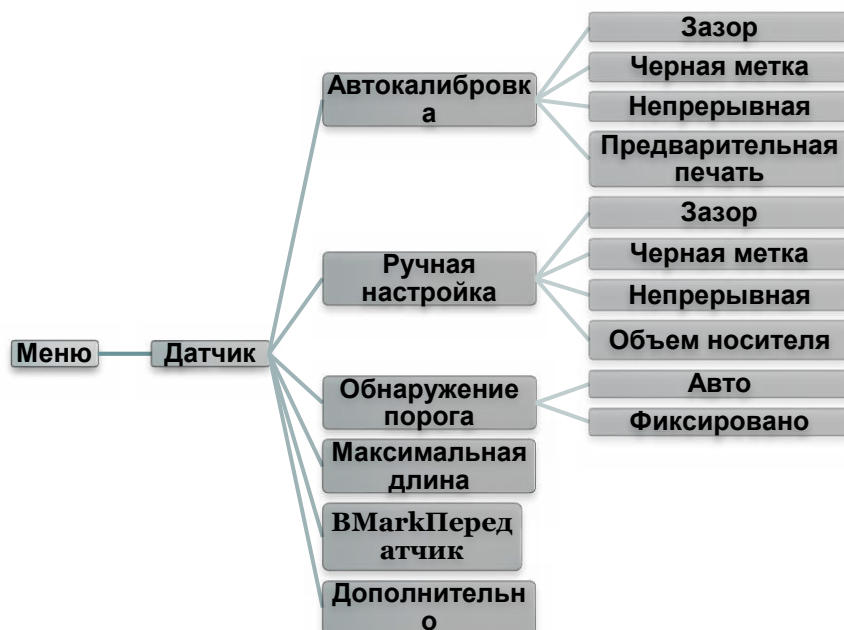 Меню
Датчик
Автокалибровк
а
Зазор
Черная метка
Непрерывная
Предварительная
печать
Ручная
настройка
Зазор
Черная метка
Непрерывная
Объем носителя
Обнаружение
порога
Авто
Фиксировано
Максимальная
длина
BMarkПеред
атчик
Дополнительн
о